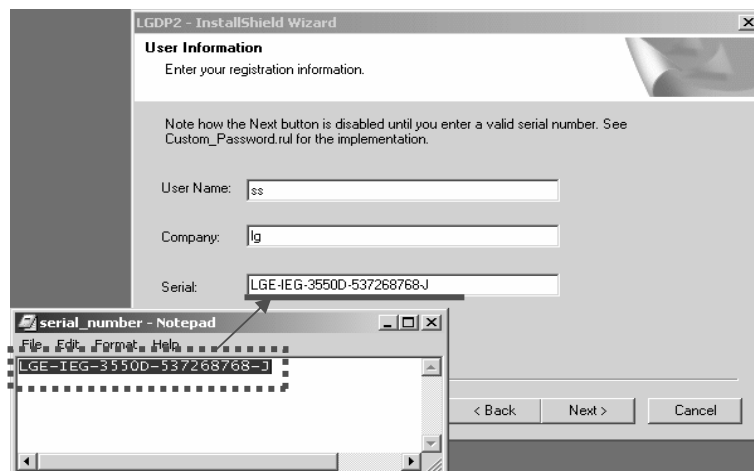 LGDP2 - InstallShield Wizard
User Information
Enter your registration information.
Note how the Next button is disabled until you enter a valid serial number. See
Custom_Password.rul for the implementation.
User Name:
ss
Company:
lg
Serial:
LGE-IEG-3550D-537268768-J
serial_number - Notepad
File Edit Format Help
LGE-IEG-3550D-537268768-J
< Back
Next >
Cancel